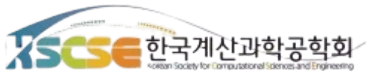 KSCSE 한국계산과학공학회
Korean Society for Computational Sciences and Engineering